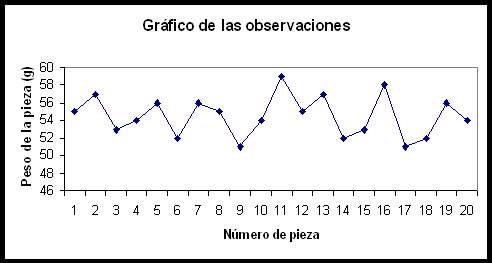 Gráfico de las observaciones
Peso de la pieza (g)
60
58
56
54
52
50
48
46
1 2 3 4 5 6 7 8 9 10 11 12 13 14 15 16 17 18 19 20
Número de pieza